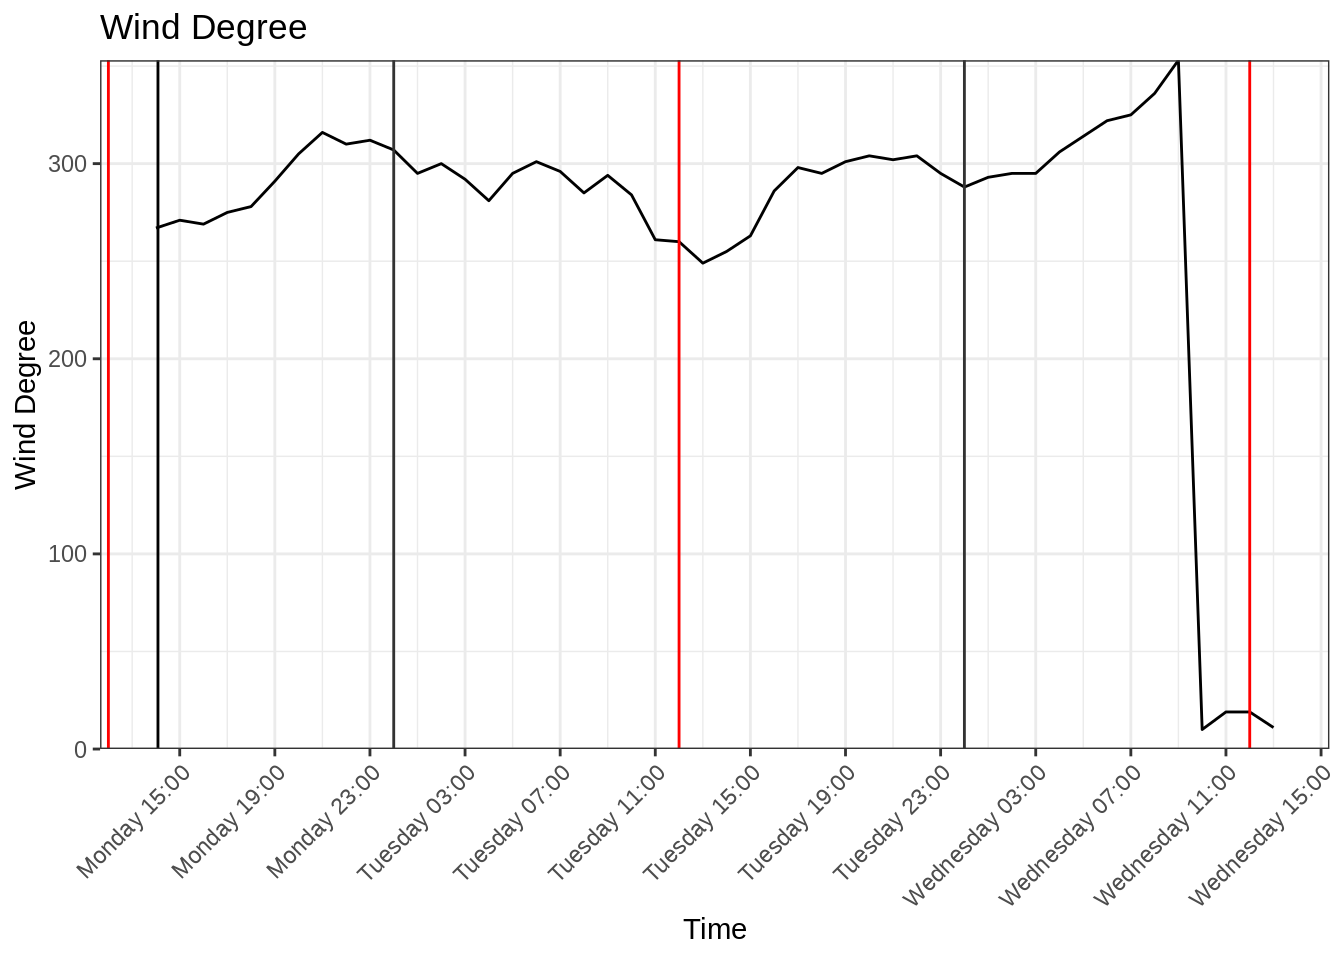 Wind Degree
Wind Degree
300
200
100
0
Monday 15:00
Monday 19:00
Monday 23:00
Tuesday 03:00
Tuesday 07:00
Tuesday 11:00
Tuesday 15:00
Tuesday 19:00
Tuesday 23:00
Wednesday 03:00
Wednesday 07:00
Wednesday 11:00
Wednesday 15:00
Time